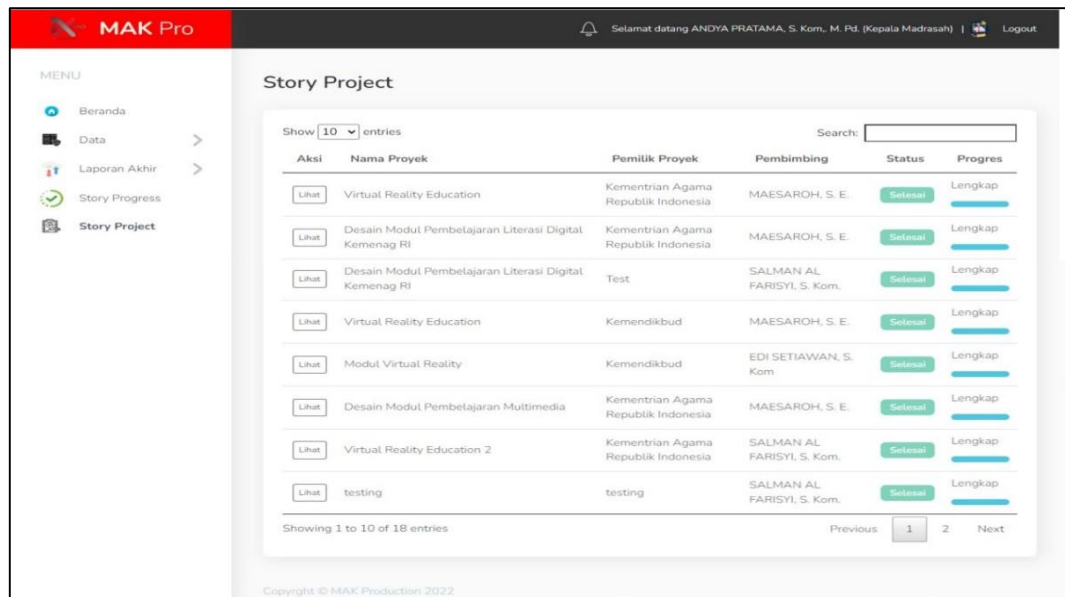 MAK Pro
Selamat datang ANDYA PRATAMA, S. Kom,. M. Pd. (Kepala Madrasah) | Logout
MENU
Beranda
Data
Laporan Akhir
Story Progress
Story Project
Story Project
Show 10 entries
Search:
Aksi Nama Proyek Pemilik Proyek Pembimbing Status Progres
Lihat Virtual Reality Education Kementrian Agama Republik Indonesia MAESAROH, S. E. Selesai Lengkap
Lihat Desain Modul Pembelajaran Literasi Digital Kemenag RI Kementrian Agama Republik Indonesia MAESAROH, S. E. Selesai Lengkap
Lihat Desain Modul Pembelajaran Literasi Digital Kemenag RI Test SALMAN AL FARISYI, S. Kom. Selesai Lengkap
Lihat Virtual Reality Education Kemendikbud MAESAROH, S. E. Selesai Lengkap
Lihat Modul Virtual Reality Kemendikbud EDI SETIAWAN, S. Kom Selesai Lengkap
Lihat Desain Modul Pembelajaran Multimedia Kementrian Agama Republik Indonesia MAESAROH, S. E. Selesai Lengkap
Lihat Virtual Reality Education 2 Kementrian Agama Republik Indonesia SALMAN AL FARISYI, S. Kom. Selesai Lengkap
Lihat testing testing SALMAN AL FARISYI, S. Kom. Selesai Lengkap
Showing 1 to 10 of 18 entries
Previous 1 2 Next
Copyrght © MAK Production 2022